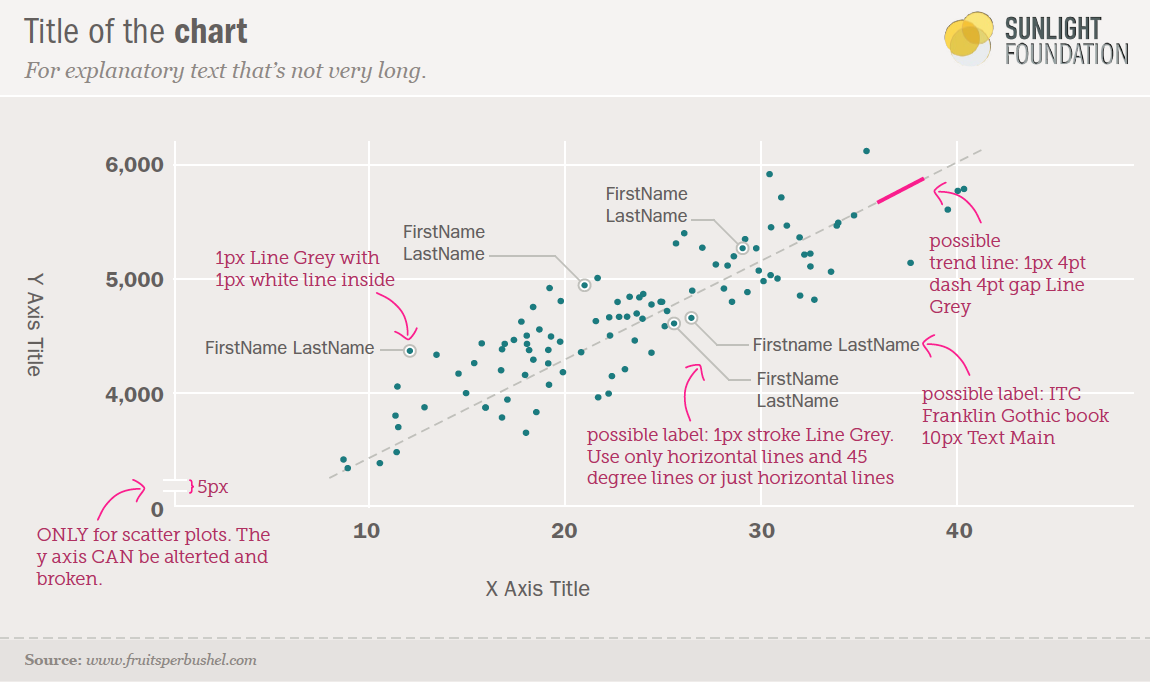 Title of the chart
For explanatory text that's not very long.
SUNLIGHT
FOUNDATION
6,000
5,000
4,000
0
Y Axis Title
10
20
30
40
X Axis Title
FirstName
LastName
FirstName
LastName
1px Line Grey with
1px white line inside
FirstName LastName
possible
trend line: 1px 4pt
dash 4pt gap Line
Grey
Firstname LastName
FirstName
LastName
possible label: ITC
Franklin Gothic book
10px Text Main
possible label: 1px stroke Line Grey.
Use only horizontal lines and 45
degree lines or just horizontal lines
5px
ONLY for scatter plots. The
y axis CAN be alterted and
broken.
Source: www.fruitsperbushel.com